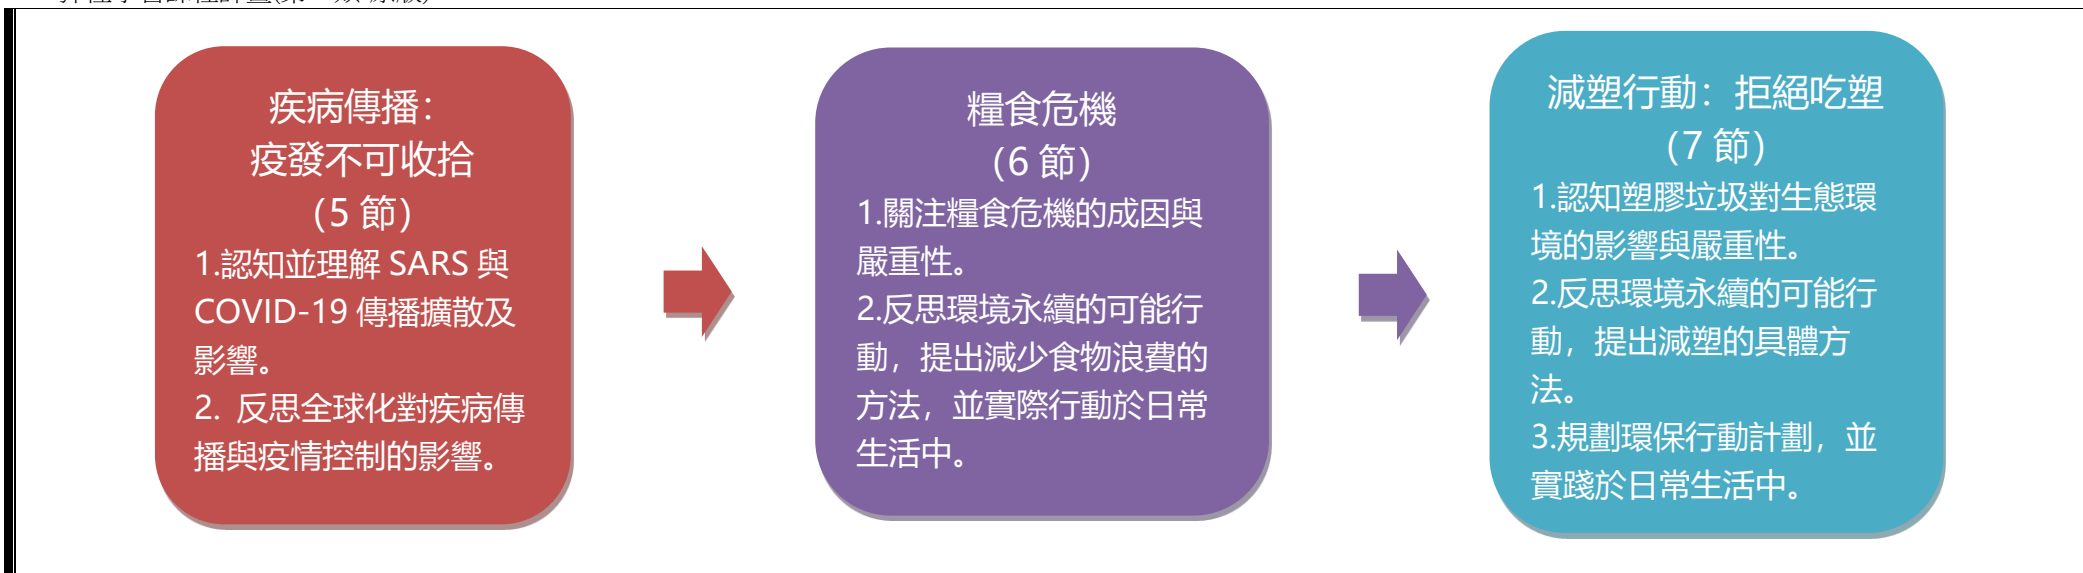 疾病傳播：
疫發不可收拾
（5 節）
1.認知並理解 SARS 與
COVID-19 傳播擴散及
影響。
2. 反思全球化對疾病傳
播與疫情控制的影響。
糧食危機
（6 節）
1.關注糧食危機的成因與
嚴重性。
2.反思環境永續的可能行
動，提出減少食物浪費的
方法，並實際行動於日常
生活中。
減塑行動：拒絕吃塑
（7 節）
1.認知塑膠垃圾對生態環
境的影響與嚴重性。
2.反思環境永續的可能行
動，提出減塑的具體方
法。
3.規劃環保行動計劃，並
實踐於日常生活中。